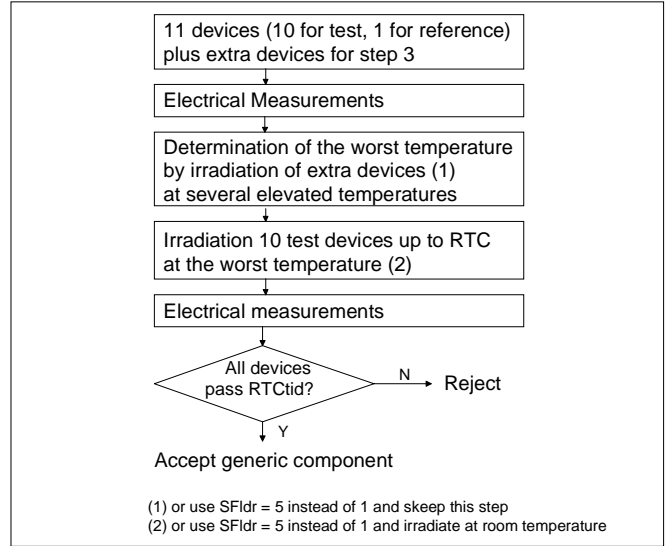 11 devices (10 for test, 1 for reference)
plus extra devices for step 3
Electrical Measurements
Determination of the worst temperature
by irradiation of extra devices (1)
at several elevated temperatures
Irradiation 10 test devices up to RTC
at the worst temperature (2)
Electrical measurements
All devices
pass RTCtid?
N
Reject
Y
Accept generic component
(1) or use SFldr = 5 instead of 1 and skeep this step
(2) or use SFldr = 5 instead of 1 and irradiate at room temperature